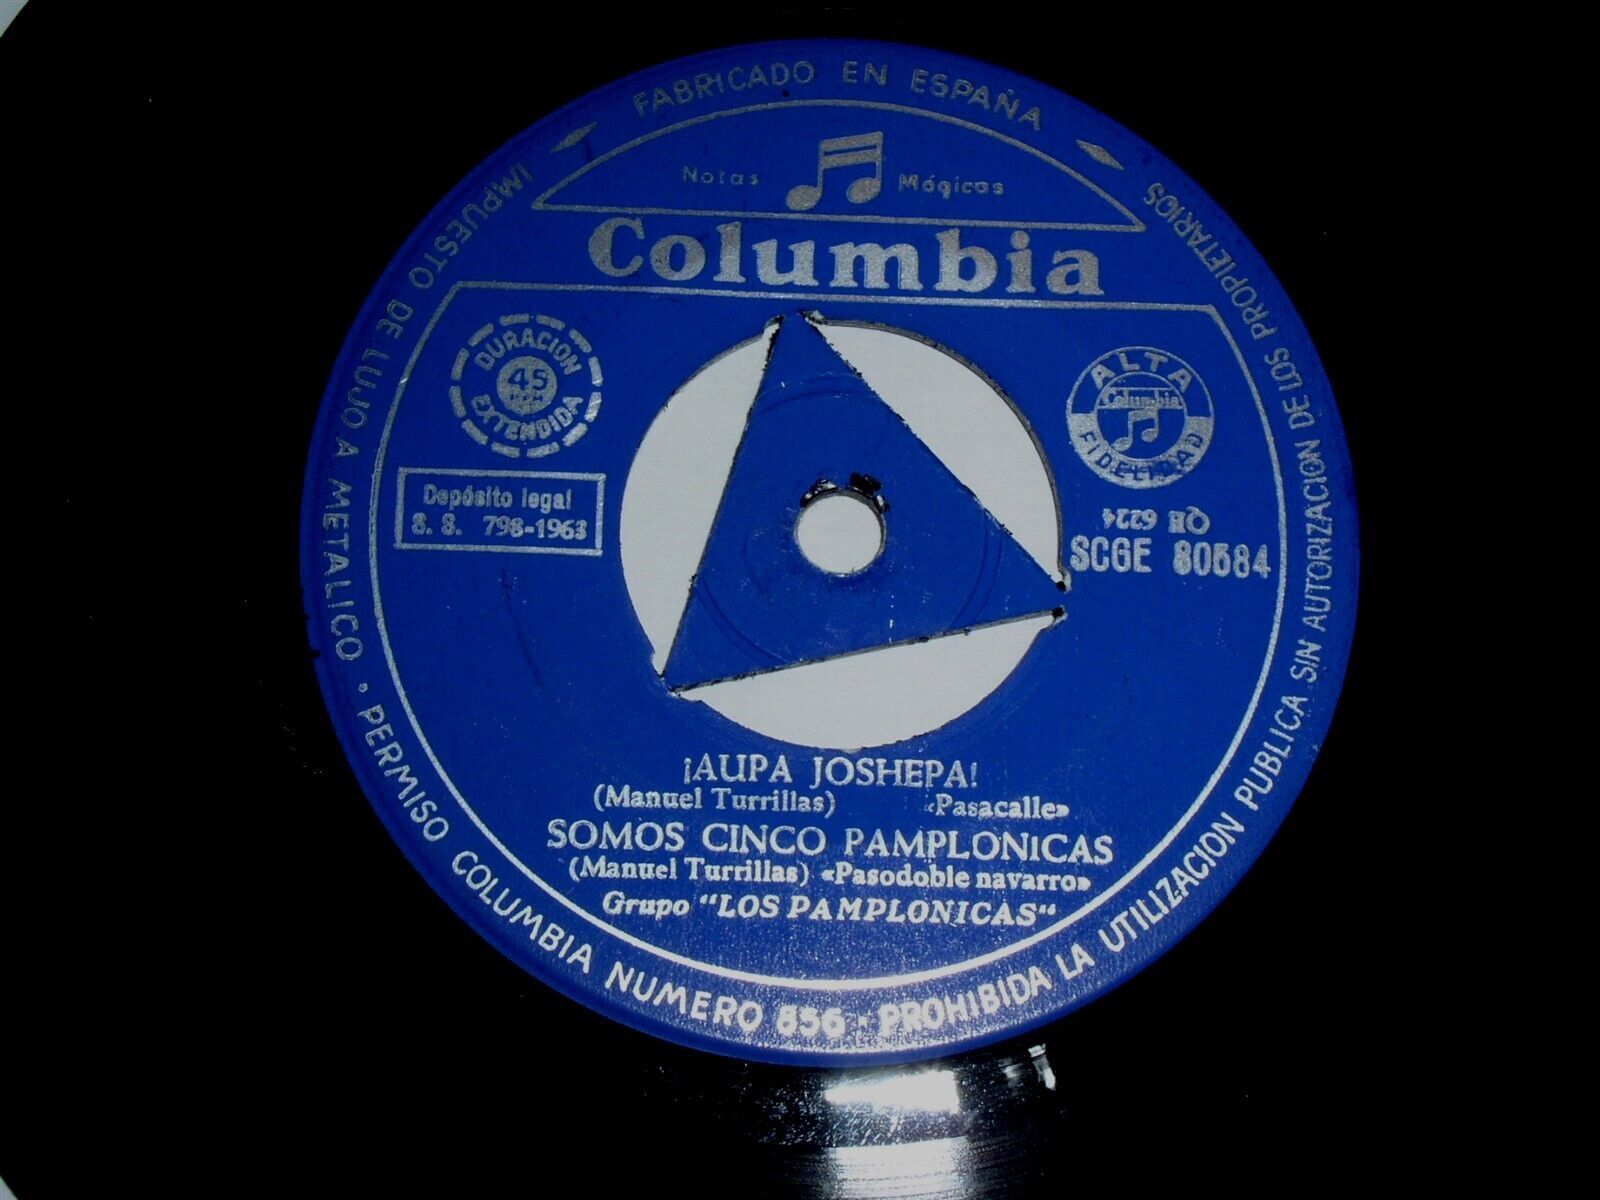 FABRICADO EN ESPAÑA
Notas Mágicas
Columbia
DURACION
45
EXTENDIDA
ALTA
Columbia
FIDELIDAD
Depósito legal
S. S. 798-1963
QH 6224
SCGE 80584
¡AUPA JOSHEPA!
(Manuel Turrillas) «Pasacalle»
SOMOS CINCO PAMPLONICAS
(Manuel Turrillas) «Pasodoble navarro»
Grupo "LOS PAMPLONICAS"
IMPUESTO DE LUJO A METALICO · PERMISO COLUMBIA NUMERO 856 · PROHIBIDA LA UTILIZACION PUBLICA SIN AUTORIZACION DE LOS PROPIETARIOS